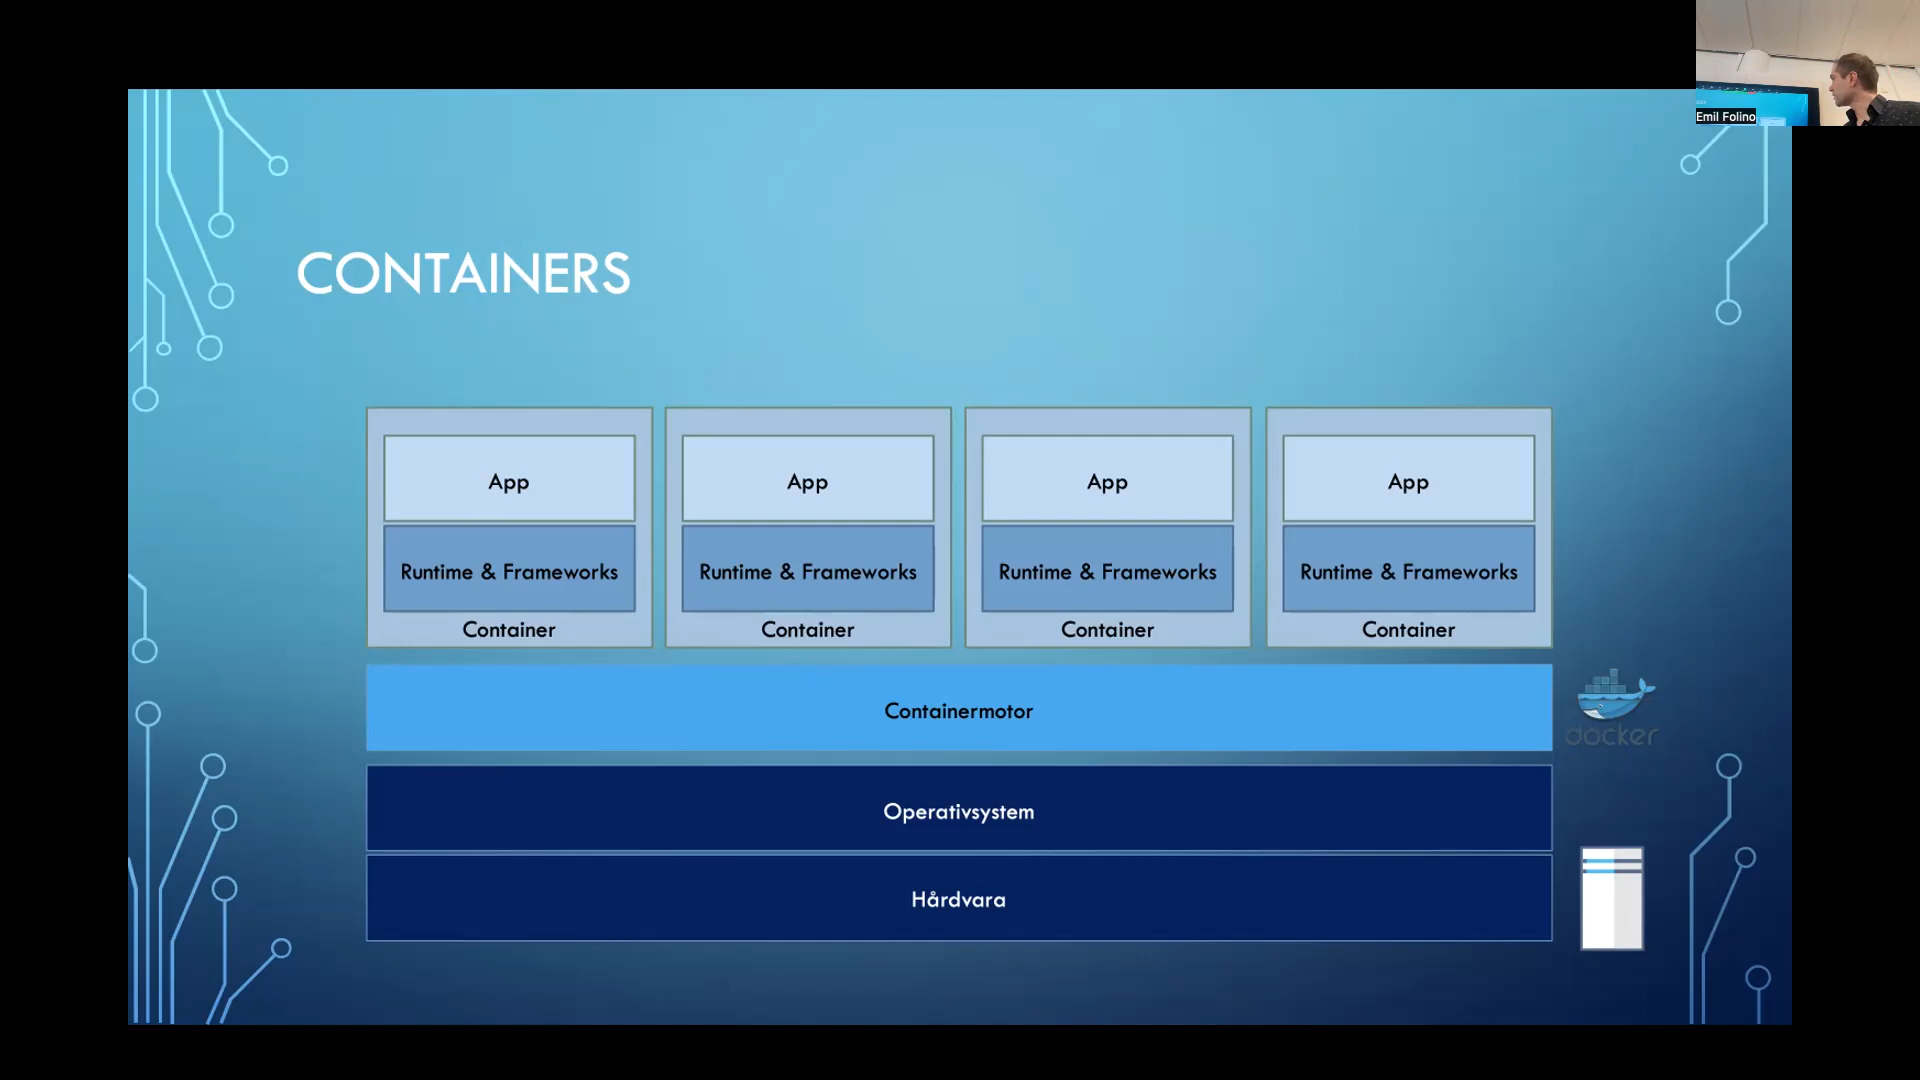 Emil Folino
CONTAINERS
App
App
App
App
Runtime & Frameworks
Runtime & Frameworks
Runtime & Frameworks
Runtime & Frameworks
Container
Container
Container
Container
Containermotor
docker
Operativsystem
Hårdvara